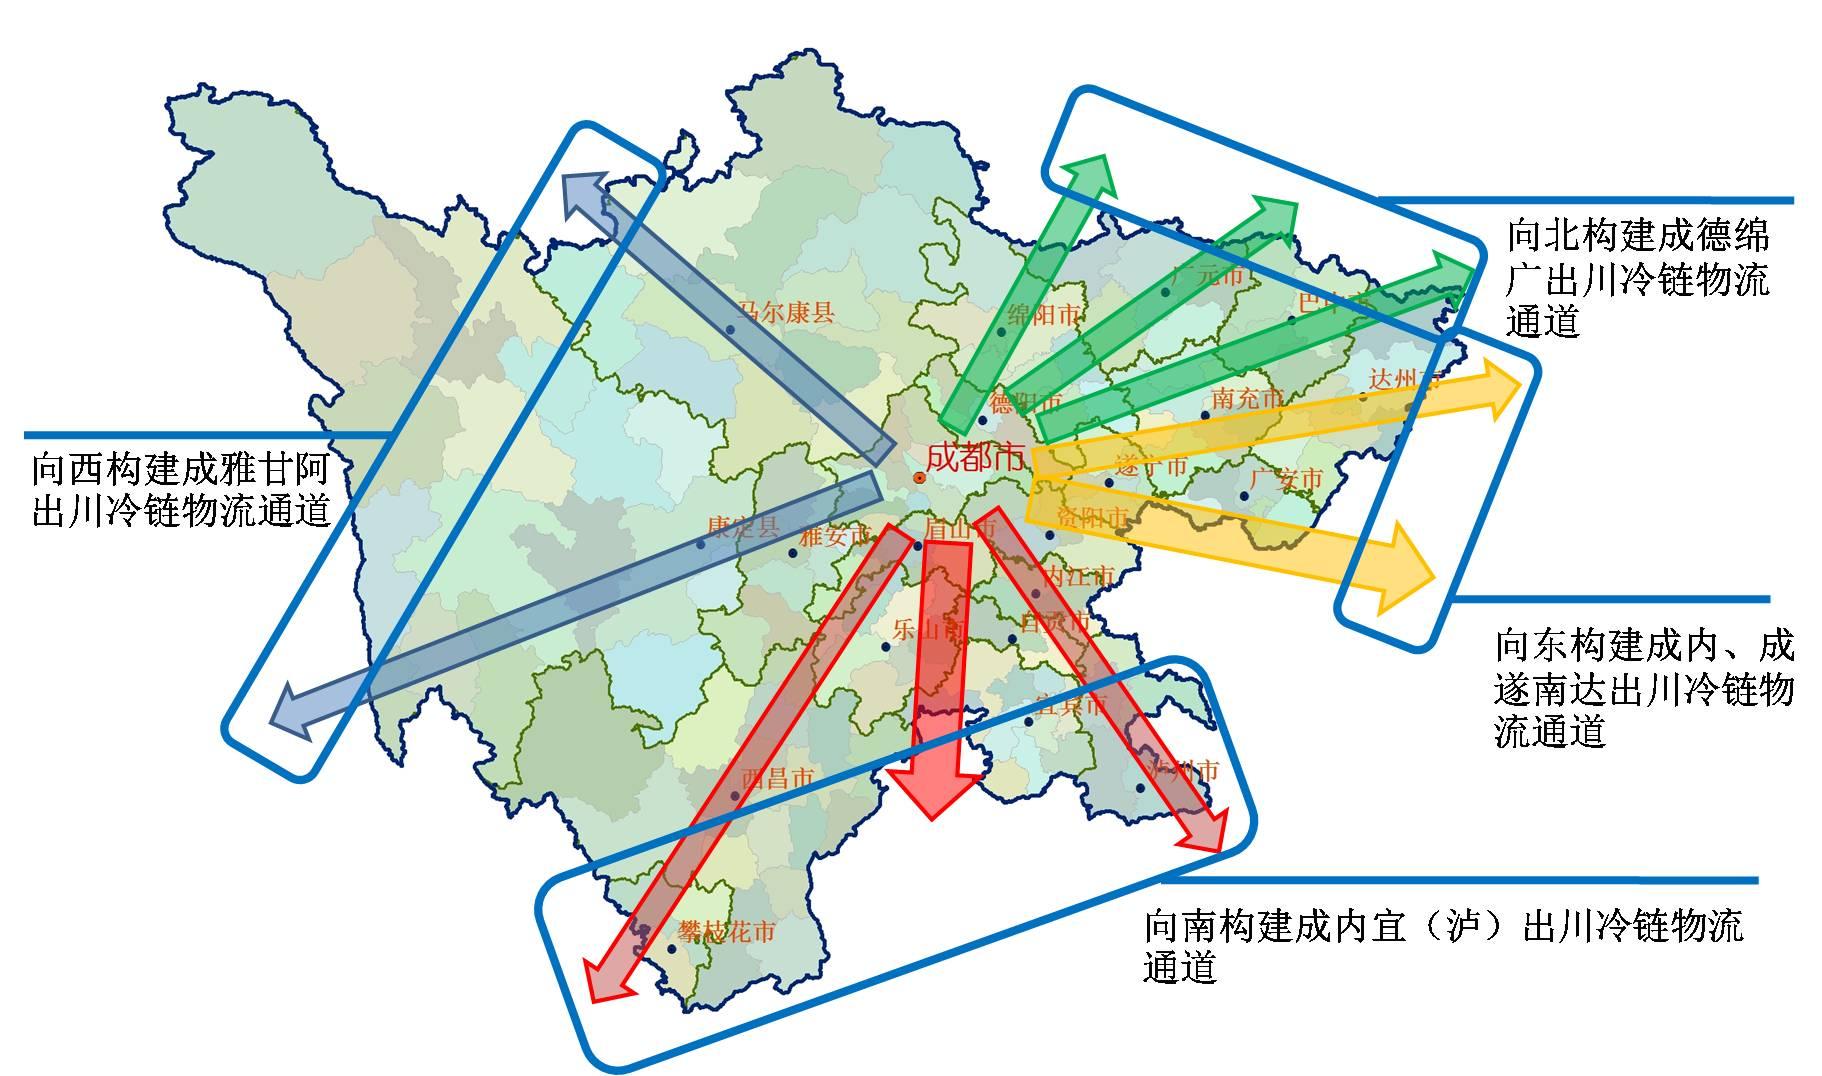 向北构建成德绵
广出川冷链物流
通道
马尔康县
广元市
巴中市
绵阳市
达州市
德阳市
南充市
成都市
向西构建成雅甘阿
出川冷链物流通道
遂宁市
广安市
康定县
雅安市
眉山市
资阳市
内江市
乐山市
自贡市
向东构建成内、成
遂南达出川冷链物
流通道
宜宾市
西昌市
泸州市
攀枝花市
向南构建成内宜（泸）出川冷链物流
通道